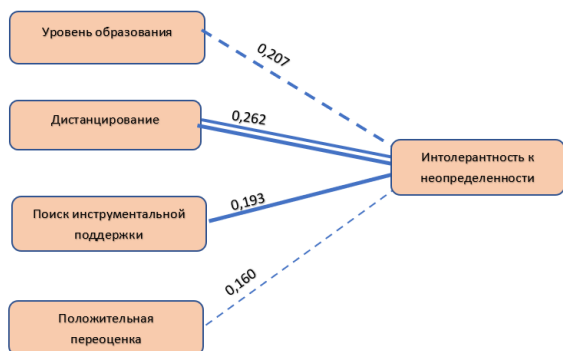 Уровень образования
0,207
Дистанцирование
0,262
Интолерантность к
неопределенности
Поиск инструментальной
поддержки
0,193
0,160
Положительная
переоценка